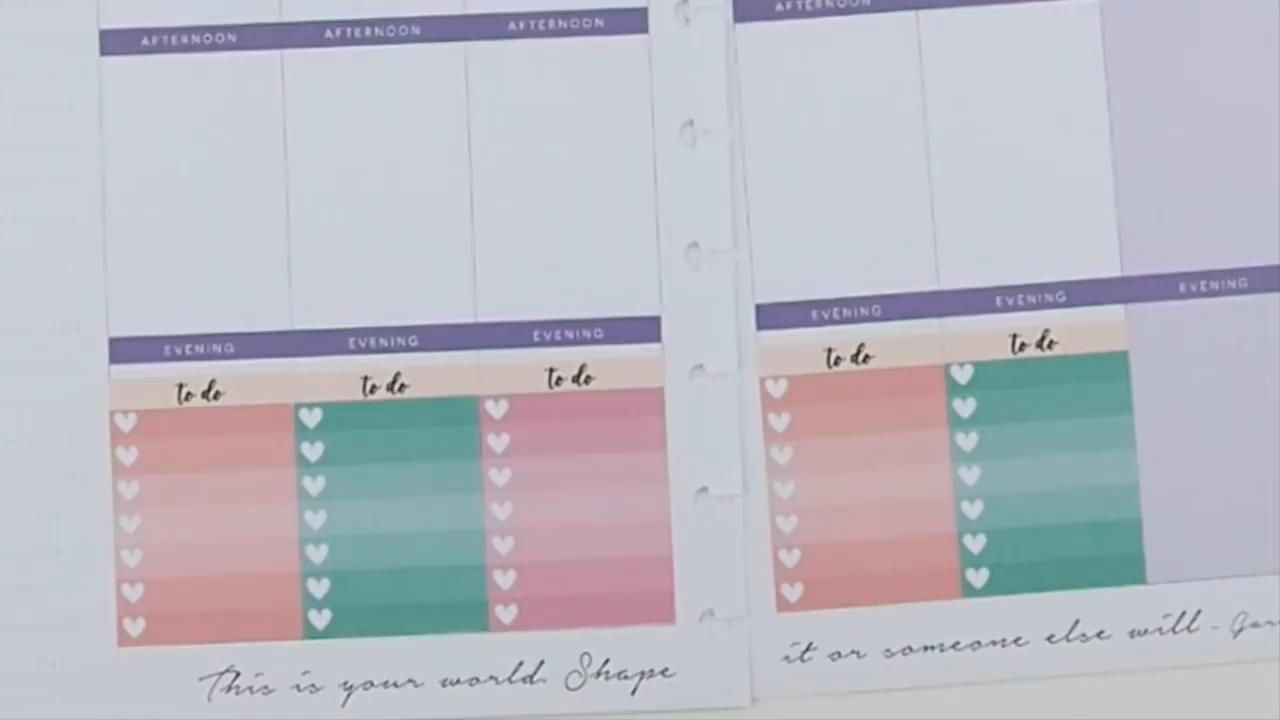 AFTERNOON AFTERNOON AFTERNOON
EVENING EVENING EVENING
to do to do to do
This is your world. Shape
AFTERNOON
EVENING EVENING EVENING
to do to do
it or someone else will -